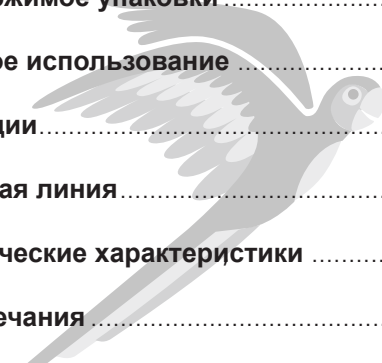 жимое упаковки
ое использование
ции
ая линия
ческие характеристики
ечания